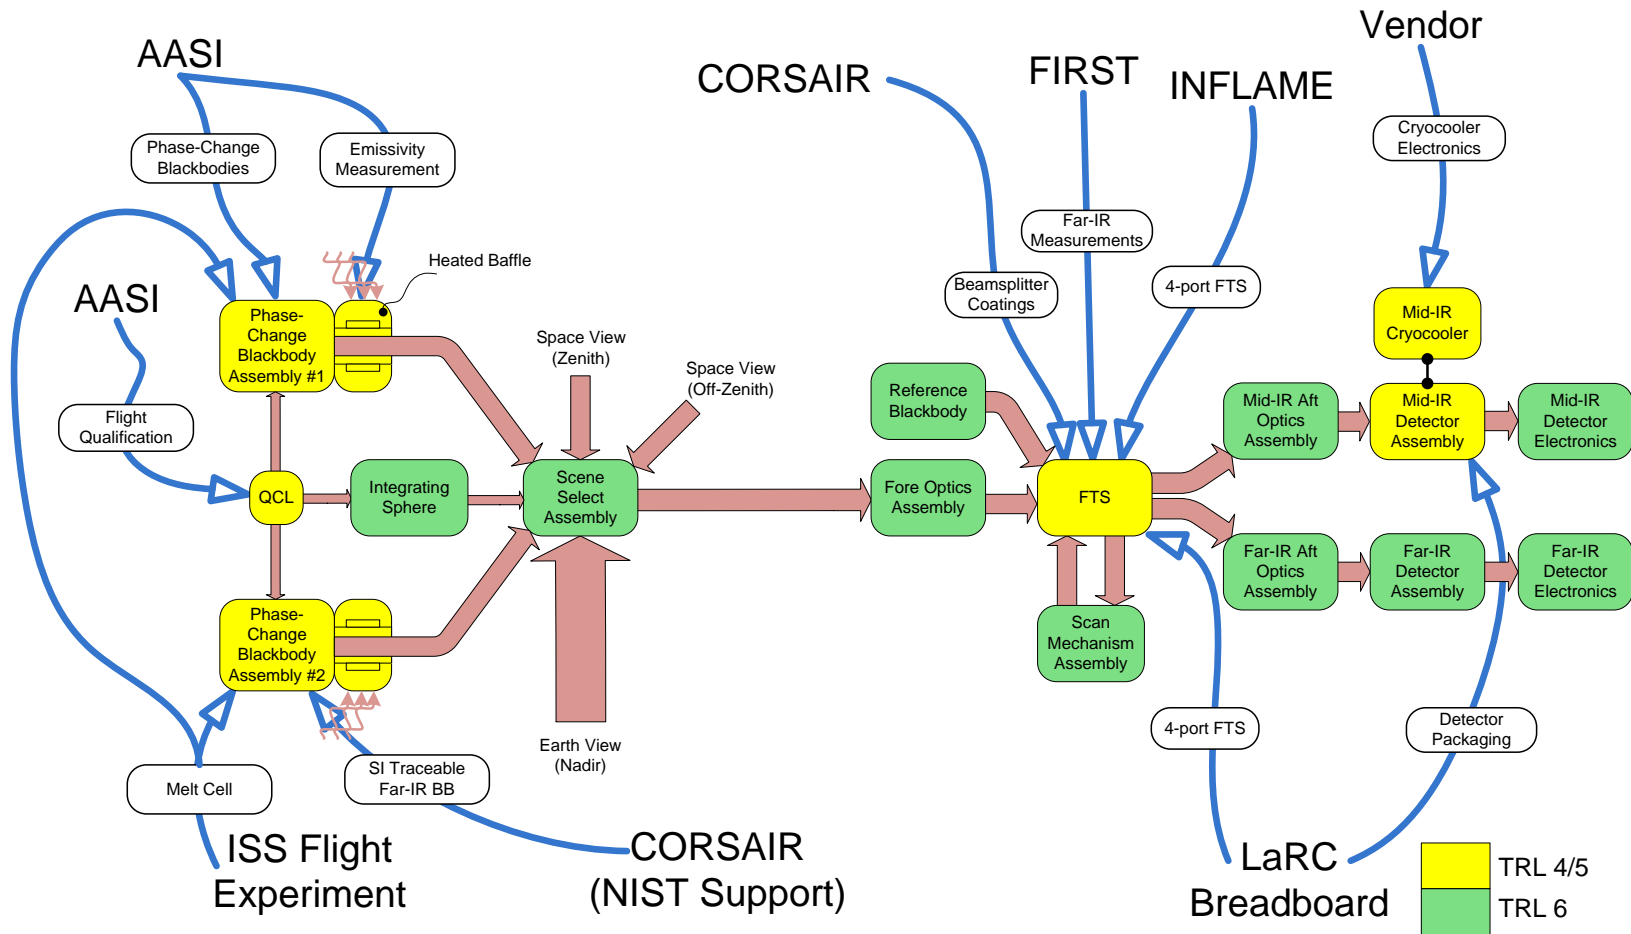 Vendor
AASI
CORSAIR
FIRST
INFLAME
Phase-Change
Blackbodies
Emissivity
Measurement
Cryocooler
Electronics
Far-IR
Measurements
Heated Baffle
AASI
Beamsplitter
Coatings
4-port FTS
Phase-
Change
Blackbody
Assembly #1
Mid-IR
Cryocooler
Space View
(Zenith)
Space View
(Off-Zenith)
Flight
Qualification
Reference
Blackbody
Mid-IR Aft
Optics
Assembly
Mid-IR
Detector
Assembly
Mid-IR
Detector
Electronics
QCL
Integrating
Sphere
Scene
Select
Assembly
Fore Optics
Assembly
FTS
Far-IR Aft
Optics
Assembly
Far-IR
Detector
Assembly
Far-IR
Detector
Electronics
Phase-
Change
Blackbody
Assembly #2
Scan
Mechanism
Assembly
Earth View
(Nadir)
4-port FTS
Detector
Packaging
Melt Cell
SI Traceable
Far-IR BB
ISS Flight
Experiment
CORSAIR
(NIST Support)
LaRC
Breadboard
TRL 4/5
TRL 6